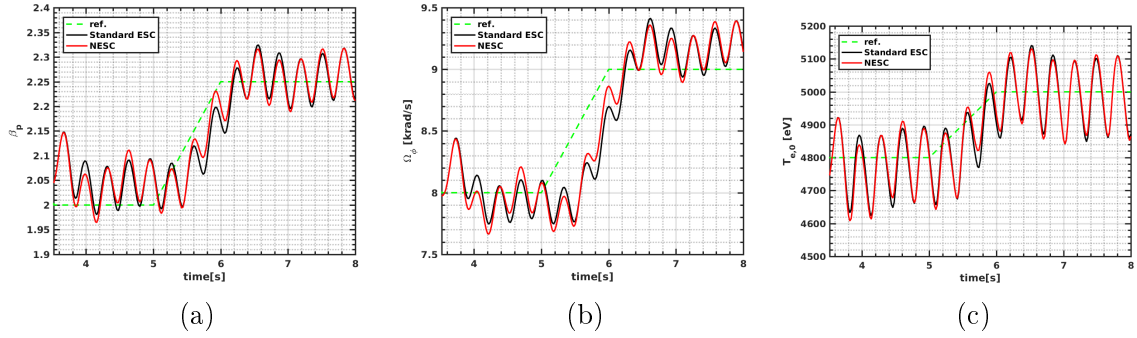 2.4
2.35
2.3
2.25
2.2
2.15
2.1
2.05
2
1.95
1.9
β_p
ref.
Standard ESC
NESC
4 5 6 7 8
time[s]
(a)
9.5
9
8.5
8
7.5
Ω_ϕ [krad/s]
ref.
Standard ESC
NESC
4 5 6 7 8
time[s]
(b)
5200
5100
5000
4900
4800
4700
4600
4500
T_e,0 [eV]
ref.
Standard ESC
NESC
4 5 6 7 8
time[s]
(c)